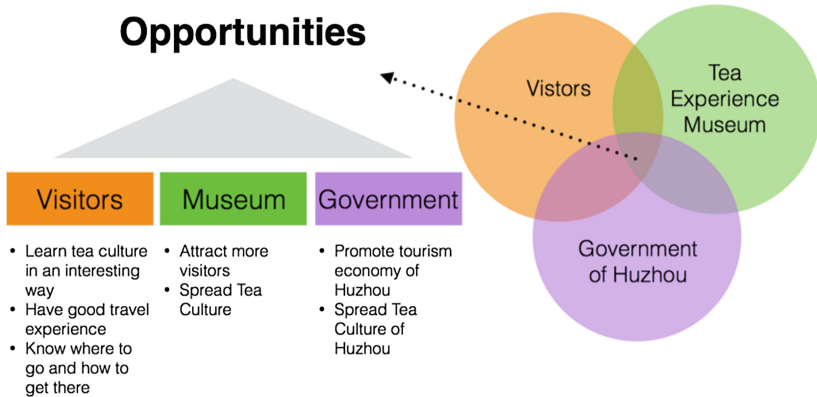 Opportunities
Visitors
• Learn tea culture
in an interesting
way
• Have good travel
experience
• Know where to
go and how to
get there
Museum
• Attract more
visitors
• Spread Tea
Culture
Government
• Promote tourism
economy of
Huzhou
• Spread Tea
Culture of
Huzhou
Vistors
Tea
Experience
Museum
Government
of Huzhou